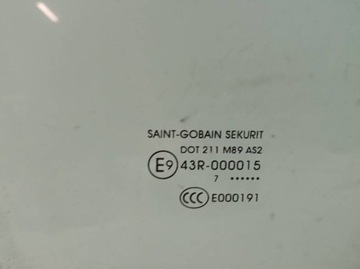 SAINT-GOBAIN SEKURIT
DOT 211 M89 AS2
E9 43R-000015
7 ••••••
CCC E000191